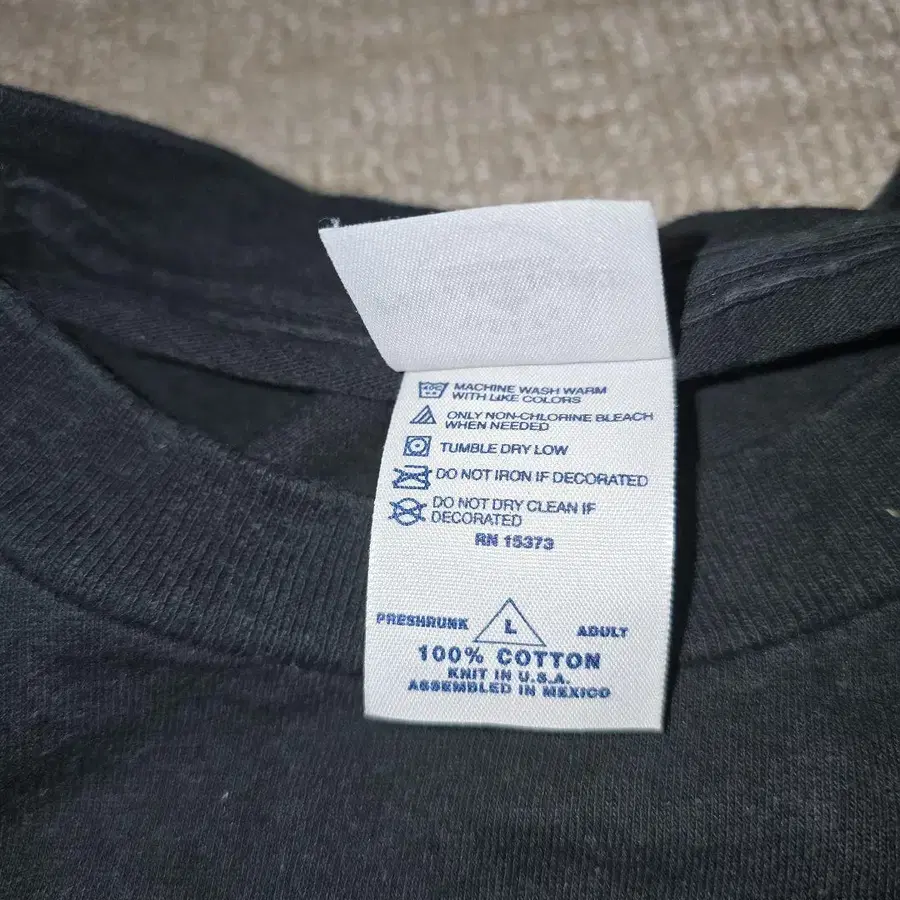 MACHINE WASH WARM
WITH LIKE COLORS
ONLY NON-CHLORINE BLEACH
WHEN NEEDED
TUMBLE DRY LOW
DO NOT IRON IF DECORATED
DO NOT DRY CLEAN IF
DECORATED
RN 15373
PRESHRUNK L ADULT
100% COTTON
KNIT IN U.S.A.
ASSEMBLED IN MEXICO